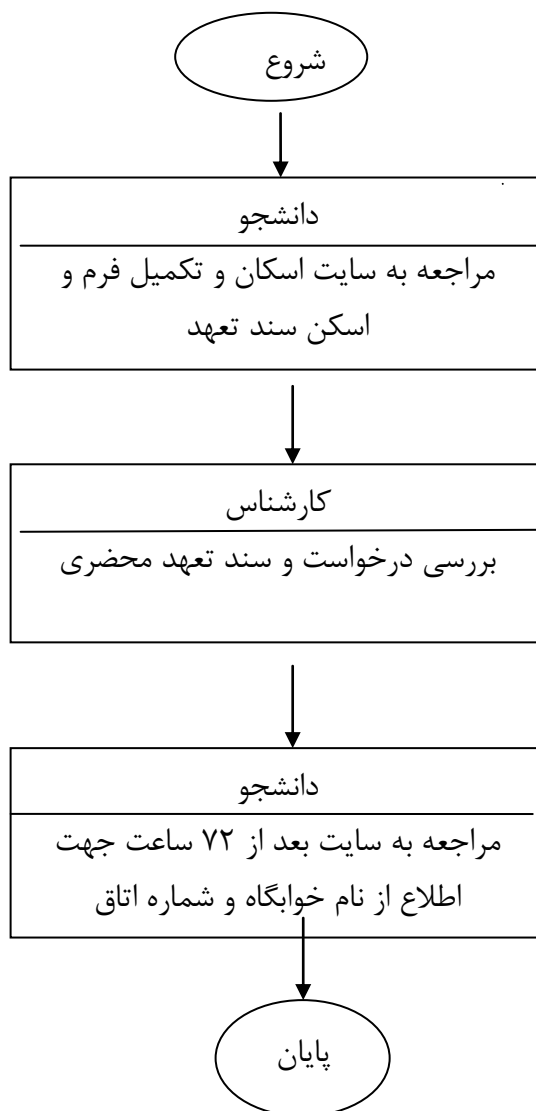 شروع
دانشجو
مراجعه به سایت اسکان و تکمیل فرم و
اسکن سند تعهد
کارشناس
بررسی درخواست و سند تعهد محضری
دانشجو
مراجعه به سایت بعد از ۷۲ ساعت جهت
اطلاع از نام خوابگاه و شماره اتاق
پایان